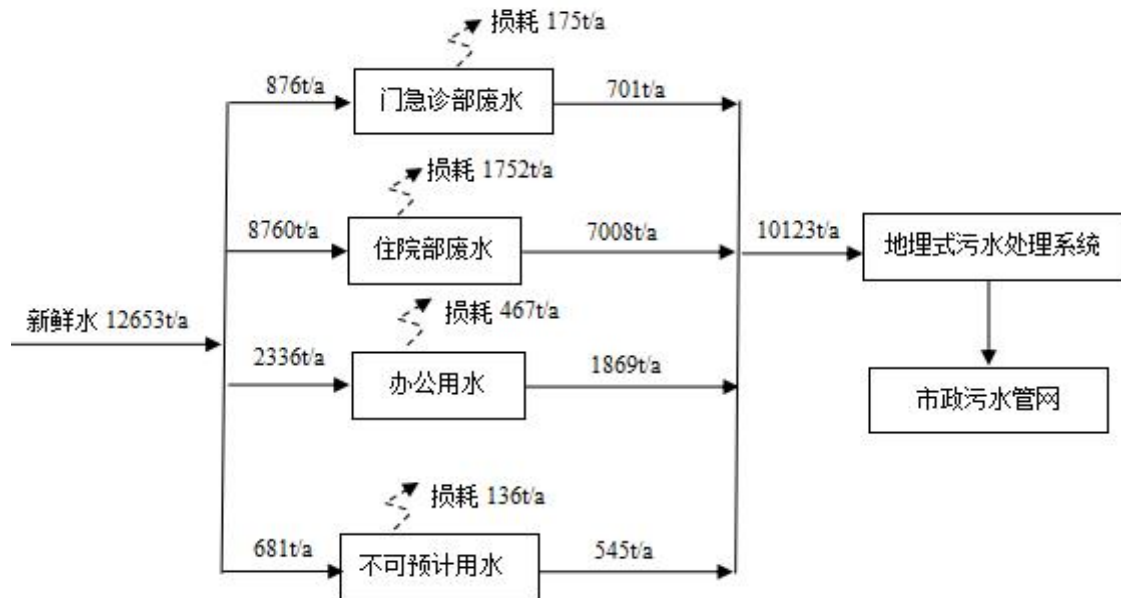 损耗 175t/a
876t/a
门急诊部废水
701t/a
损耗 1752t/a
8760t/a
住院部废水
7008t/a
10123t/a
地埋式污水处理系统
新鲜水 12653t/a
损耗 467t/a
2336t/a
办公用水
1869t/a
市政污水管网
损耗 136t/a
681t/a
不可预计用水
545t/a